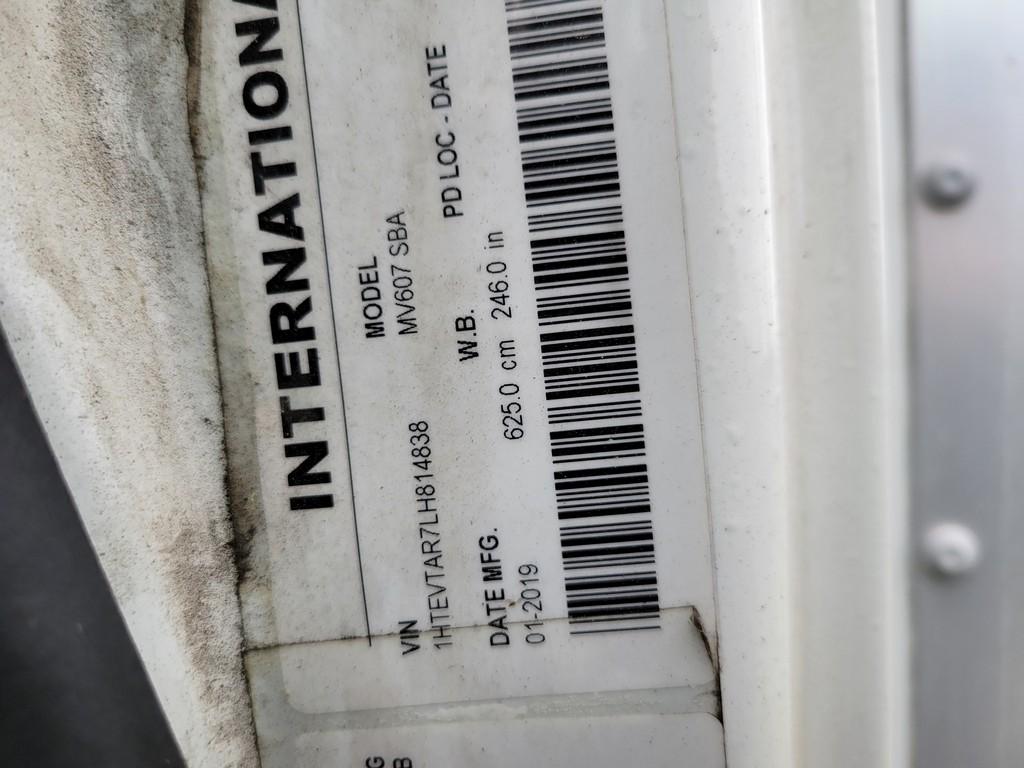 INTERNATIONA
VIN MODEL
1HTEVTAR7LH814838 MV607 SBA
DATE MFG. W.B. PD LOC - DATE
01-2019 625.0 cm 246.0 in
G
B